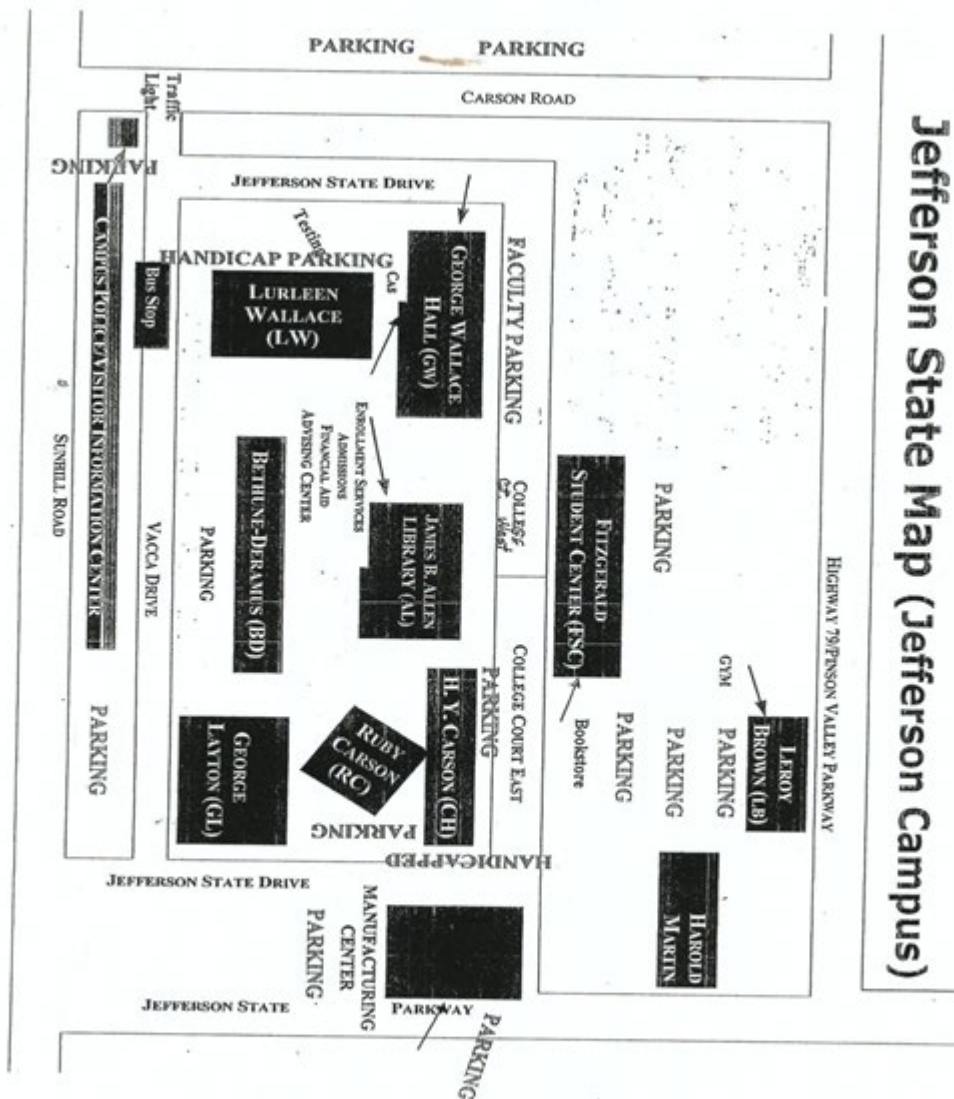 Jefferson State Map (Jefferson Campus)
PARKING PARKING
CARSON ROAD
Traffic
Light
PARKING
JEFFERSON STATE DRIVE
Testing
HANDICAP PARKING
LURLEEN
WALLACE
(LW)
GEORGE WALLACE
HALL (GW)
FACULTY PARKING
Bus Stop
CAMPUS POLICE/VISITOR INFORMATION CENTER
SUNHILL ROAD
VACCA DRIVE
PARKING
BETHUNE-DERAMUS (BD)
ENROLLMENT SERVICES
ADMISSIONS
FINANCIAL AID
ADVISING CENTER
JAMES B. ALLEN
LIBRARY (AL)
COLLEGE
CT West
FITZGERALD
STUDENT CENTER (FSC)
PARKING
HIGHWAY 79/PINSON VALLEY PARKWAY
PARKING
GEORGE
LAYTON (GL)
RUBY
CARSON (RC)
H. Y. CARSON (CH)
PARKING
COLLEGE COURT EAST
Bookstore
PARKING
PARKING
PARKING
GYM
LEROY
BROWN (LB)
PARKING
HANDICAPPED
JEFFERSON STATE DRIVE
HAROLD
MARTIN
MANUFACTURING
CENTER
PARKING
JEFFERSON STATE PARKWAY
PARKING